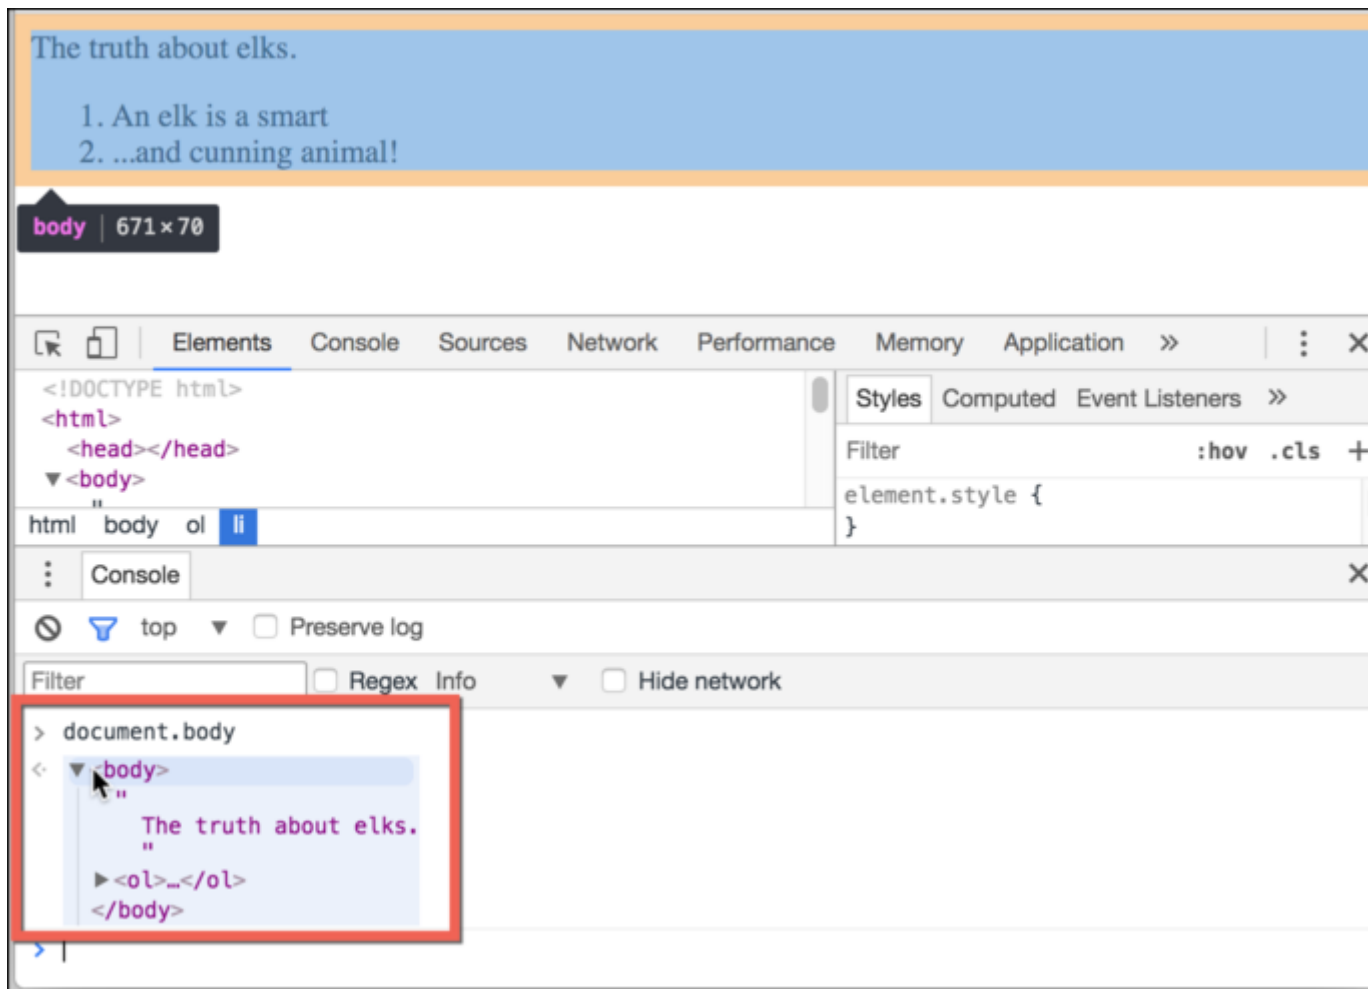 The truth about elks.
1. An elk is a smart
2. ...and cunning animal!
body | 671×70
Elements Console Sources Network Performance Memory Application »
<!DOCTYPE html>
<html>
<head></head>
▼<body>
"
html body ol li
Styles Computed Event Listeners »
Filter :hov .cls +
element.style {
}
Console
top ▼ Preserve log
Filter Regex Info ▼ Hide network
> document.body
▼<body>
"
The truth about elks.
"
▶<ol>…</ol>
</body>
>